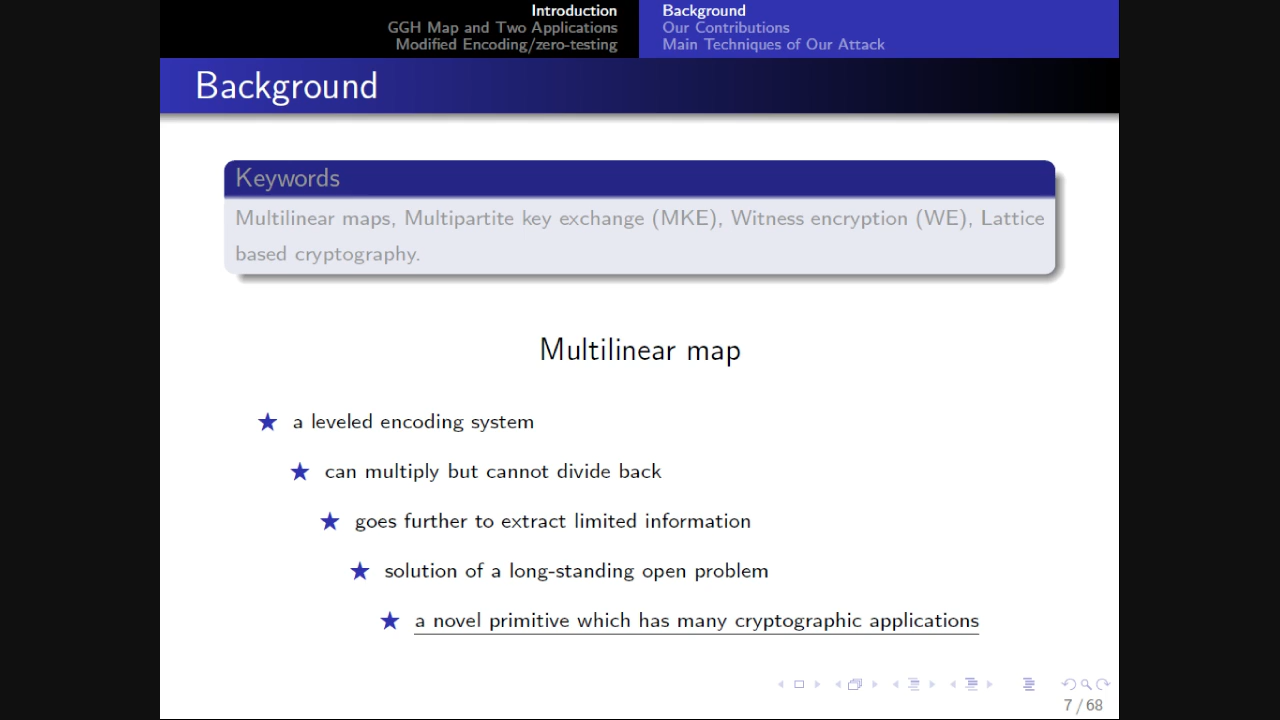 Introduction
GGH Map and Two Applications
Modified Encoding/zero-testing
Background
Our Contributions
Main Techniques of Our Attack
Background
Keywords
Multilinear maps, Multipartite key exchange (MKE), Witness encryption (WE), Lattice
based cryptography.
Multilinear map
★ a leveled encoding system
★ can multiply but cannot divide back
★ goes further to extract limited information
★ solution of a long-standing open problem
★ a novel primitive which has many cryptographic applications
7 / 68